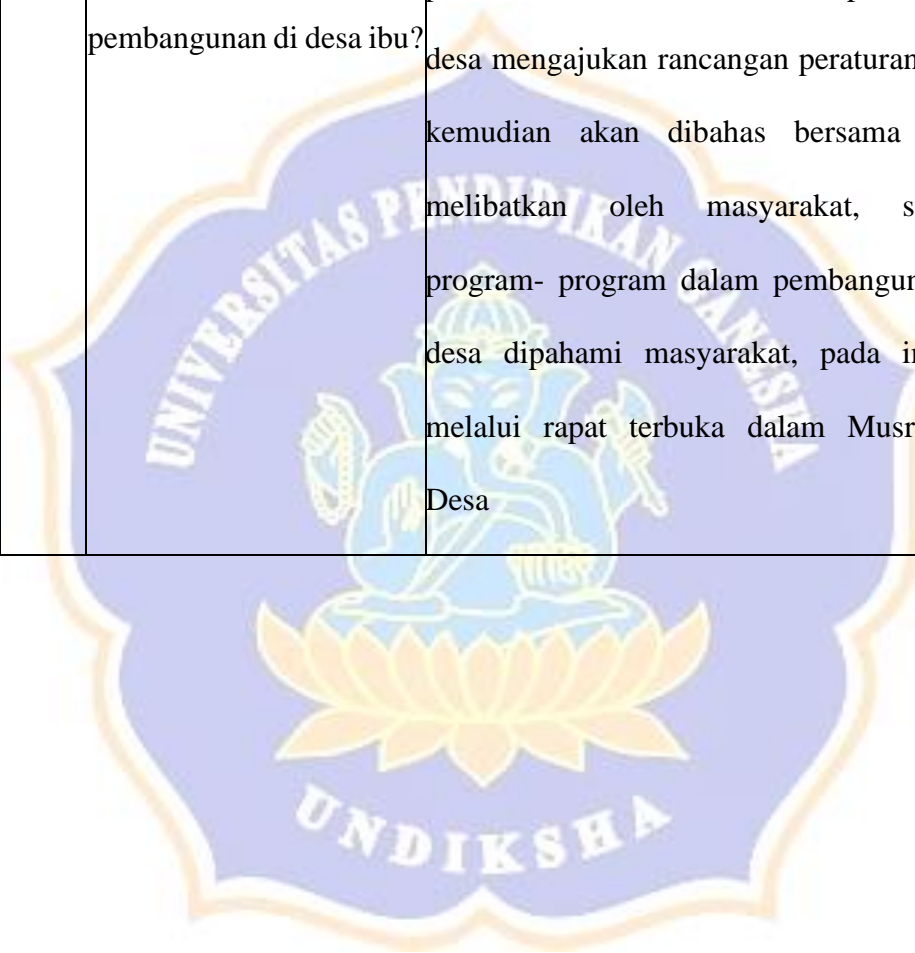 pembangunan di desa ibu?
desa mengajukan rancangan peraturan
kemudian akan dibahas bersama
melibatkan oleh masyarakat,
program- program dalam pembangun
desa dipahami masyarakat, pada
melalui rapat terbuka dalam Musr
Desa
UNIVERSITAS PENDIDIKAN GANESHA
UNDIKSHA